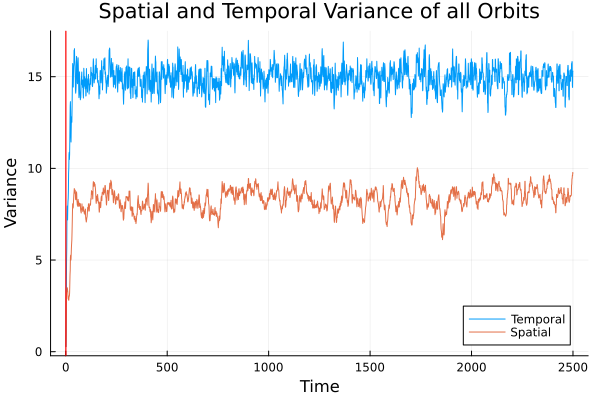 Spatial and Temporal Variance of all Orbits
Variance
15
10
5
0
Temporal
Spatial
0 500 1000 1500 2000 2500
Time